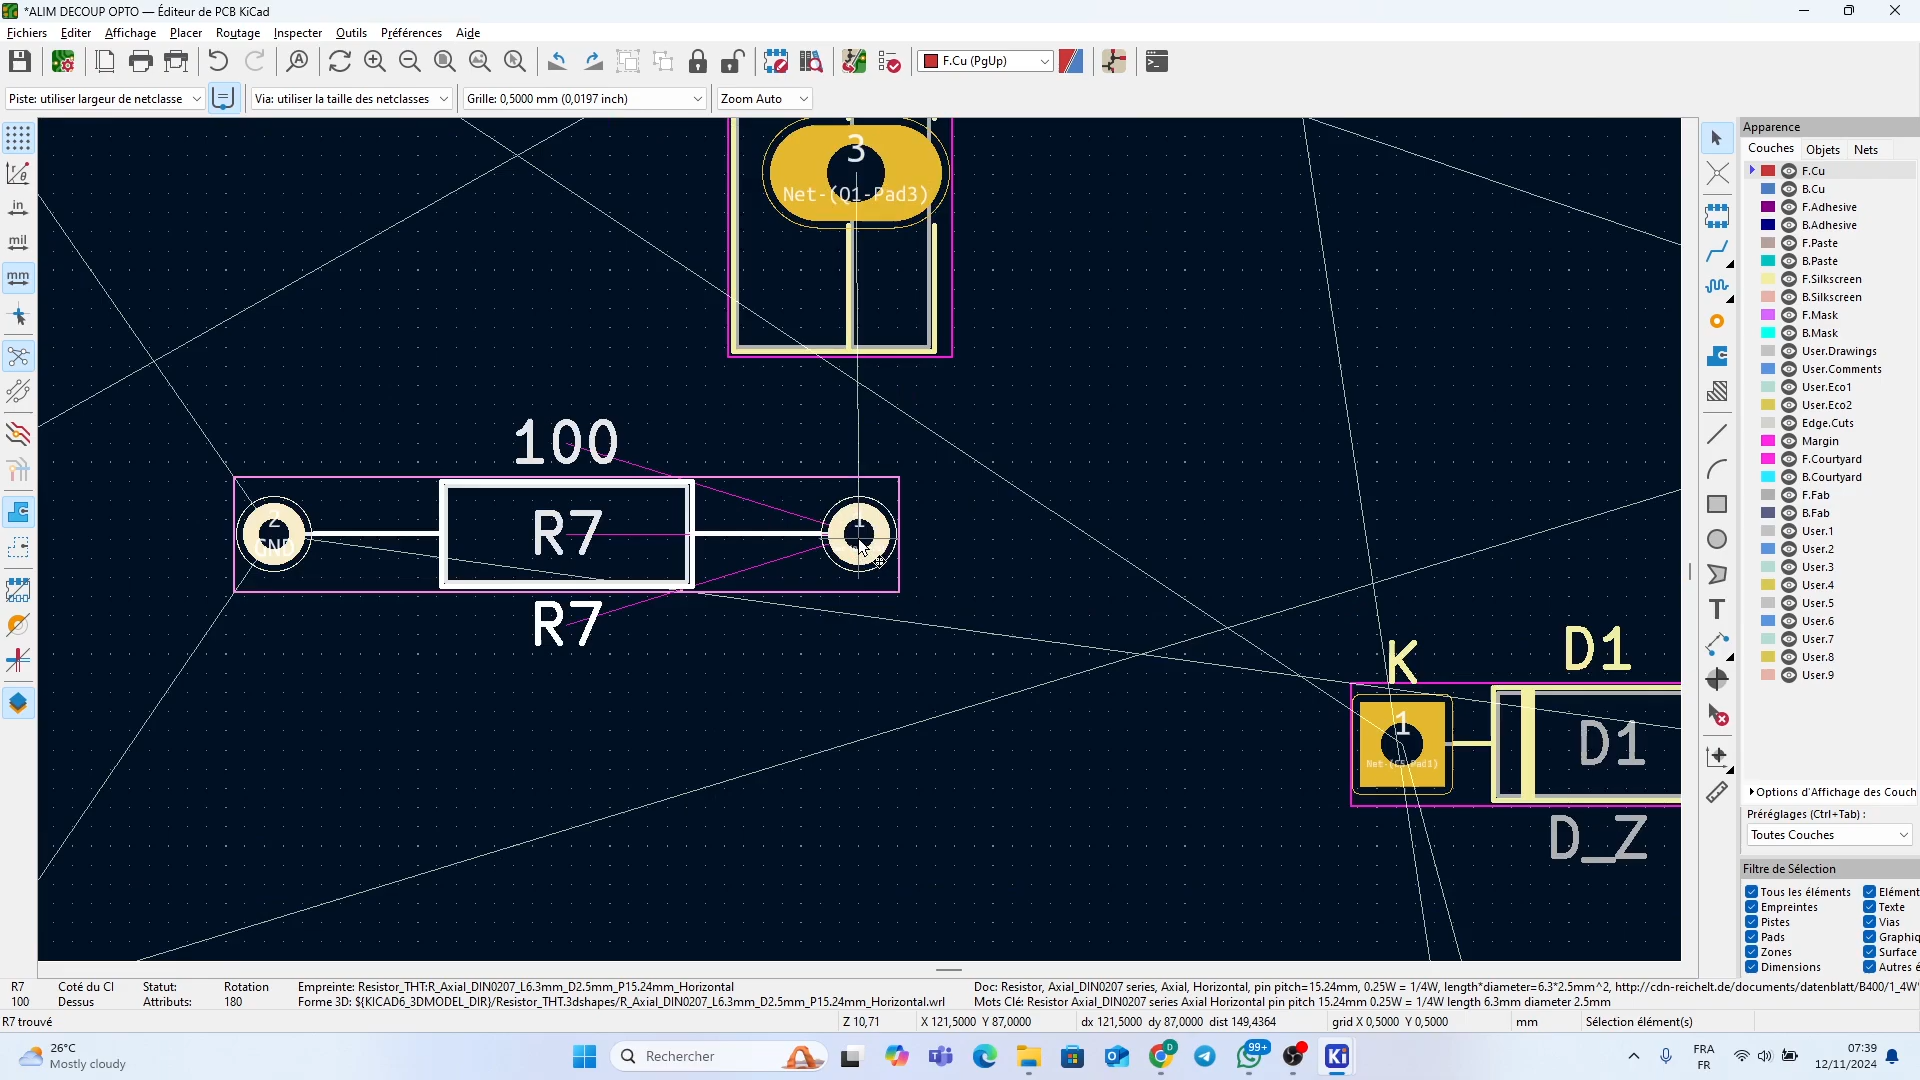 *ALIM DECOUP OPTO — Éditeur de PCB KiCad
Fichiers Editer Affichage Placer Routage Inspecter Outils Préférences Aide
F.Cu (PgUp)
Piste: utiliser largeur de netclasse
Via: utiliser la taille des netclasses
Grille: 0,5000 mm (0,0197 inch)
Zoom Auto
in
mil
mm
3
Net-(Q1-Pad3)
100
2
GND
R7
1
R7
K
D1
1
D1
D_Z
Apparence
Couches Objets Nets
F.Cu
B.Cu
F.Adhesive
B.Adhesive
F.Paste
B.Paste
F.Silkscreen
B.Silkscreen
F.Mask
B.Mask
User.Drawings
User.Comments
User.Eco1
User.Eco2
Edge.Cuts
Margin
F.Courtyard
B.Courtyard
F.Fab
B.Fab
User.1
User.2
User.3
User.4
User.5
User.6
User.7
User.8
User.9
Options d'Affichage des Couch
Préréglages (Ctrl+Tab) :
Toutes Couches
Filtre de Sélection
Tous les éléments Elément
Empreintes Texte
Pistes Vias
Pads Graphiq
Zones Surface
Dimensions Autres é
R7 Coté du CI Statut: Rotation Empreinte: Resistor_THT:R_Axial_DIN0207_L6.3mm_D2.5mm_P15.24mm_Horizontal Doc: Resistor, Axial_DIN0207 series, Axial, Horizontal, pin pitch=15.24mm, 0.25W = 1/4W, length*diameter=6.3*2.5mm^2, http://cdn-reichelt.de/documents/datenblatt/B400/1_4W'
100 Dessus Attributs: 180 Forme 3D: ${KICAD6_3DMODEL_DIR}/Resistor_THT.3dshapes/R_Axial_DIN0207_L6.3mm_D2.5mm_P15.24mm_Horizontal.wrl Mots Clé: Resistor Axial_DIN0207 series Axial Horizontal pin pitch 15.24mm 0.25W = 1/4W length 6.3mm diameter 2.5mm
R7 trouvé Z 10,71 X 121,5000 Y 87,0000 dx 121,5000 dy 87,0000 dist 149,4364 grid X 0,5000 Y 0,5000 mm Sélection élément(s)
26°C
Mostly cloudy
Rechercher
D
99+
Ki
FRA
FR
07:39
12/11/2024